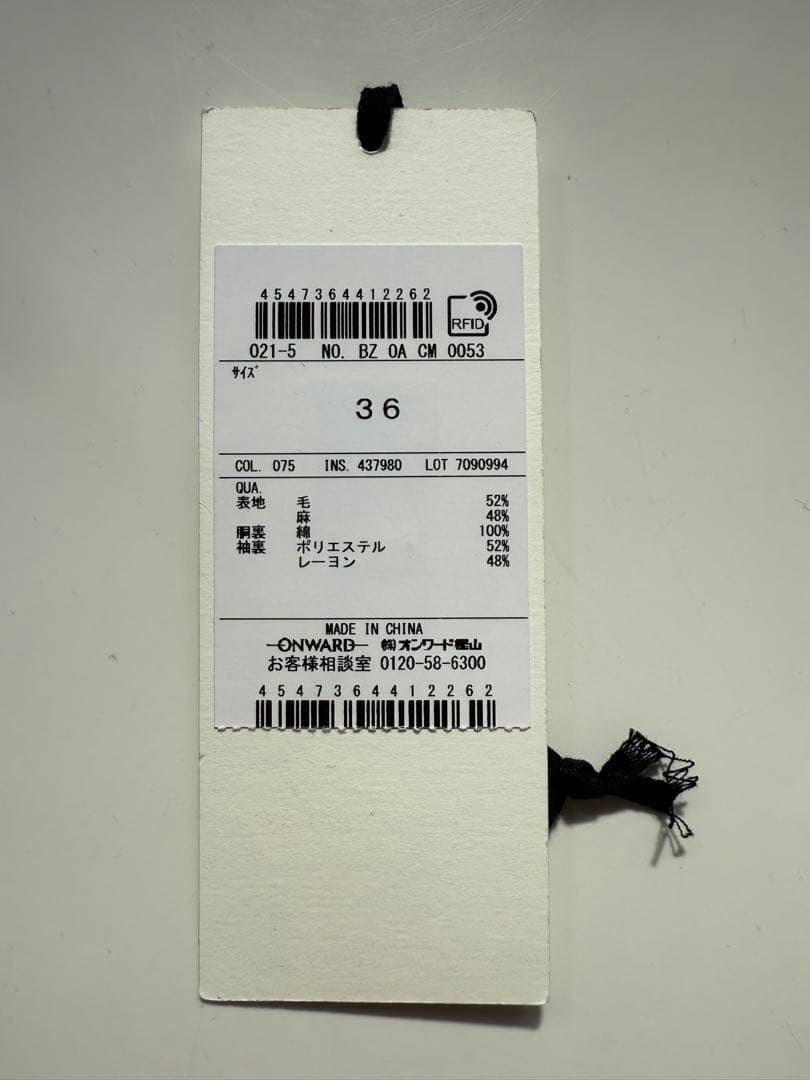 4547364412262
RFID
021-5 NO. BZ 0A CM 0053
ｻｲｽﾞ
36
COL. 075 INS. 437980 LOT 7090994
QUA.
表地 毛 52%
麻 48%
胴裏 綿 100%
袖裏 ポリエステル 52%
レーヨン 48%
MADE IN CHINA
ONWARD ㈱オンワード樫山
お客様相談室 0120-58-6300
4547364412262